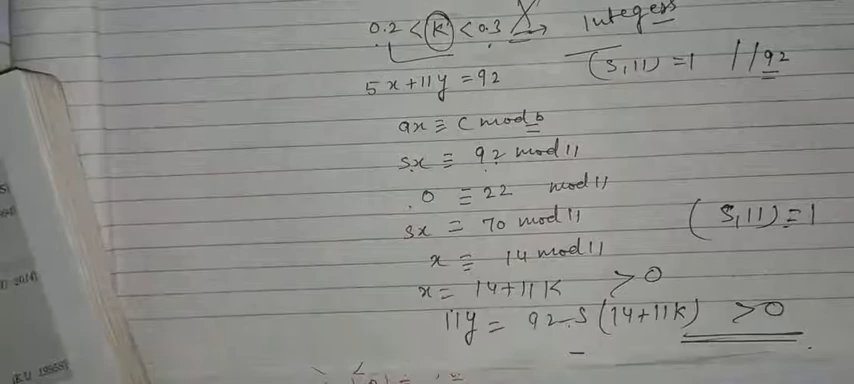 0.2 < K < 0.3 X → Integers
5x+11y = 92 (5,11) = 1 // 92
ax ≡ c mod b
5x ≡ 92 mod 11
0 ≡ 22 mod 11
5x ≡ 70 mod 11 (5,11) = 1
x ≡ 14 mod 11
x = 14+11K > 0
11y = 92-5(14+11K) > 0